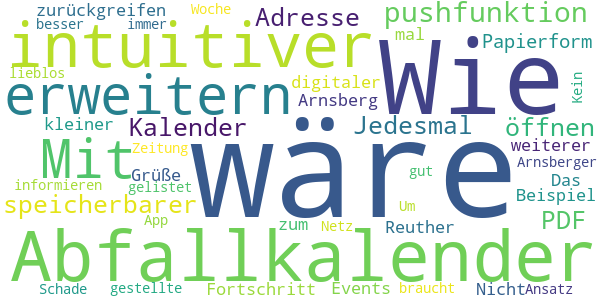 zurückgreifen Woche Adresse pushfunktion
besser immer
intuitiver mal Wie Papierform
lieblos digitaler Kein
erweitern Arnsberg
kleiner Kalender Jedesmal öffnen
Mit Zeitung wäre weiterer
Grüße gut Arnsberger
informieren gelistet Das
speicherbarer Um Beispiel
App zum Netz Reuther PDF
Abfallkalender
Schade gestellte Fortschritt Events braucht Nicht Ansatz